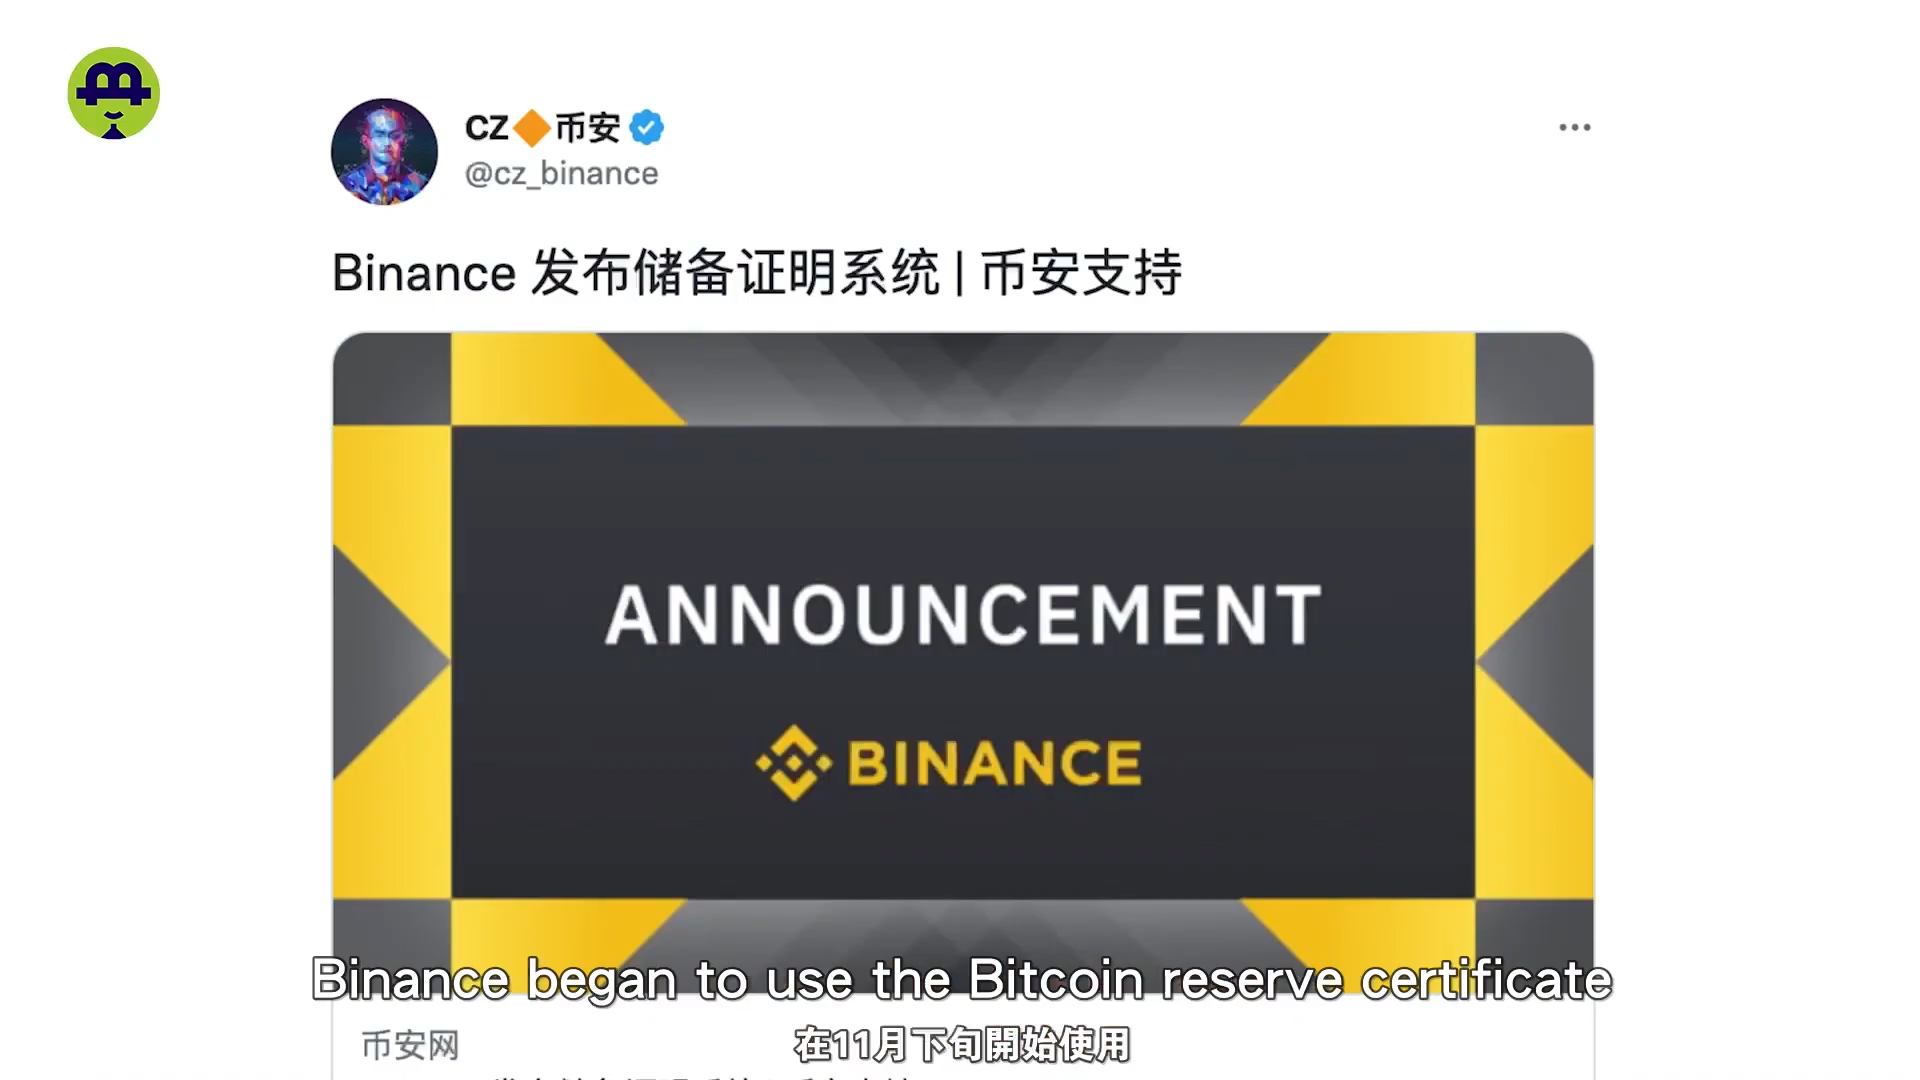 CZ🔶币安
@cz_binance
Binance 发布储备证明系统 | 币安支持
ANNOUNCEMENT
BINANCE
Binance began to use the Bitcoin reserve certificate
币安网
在11月下旬開始使用